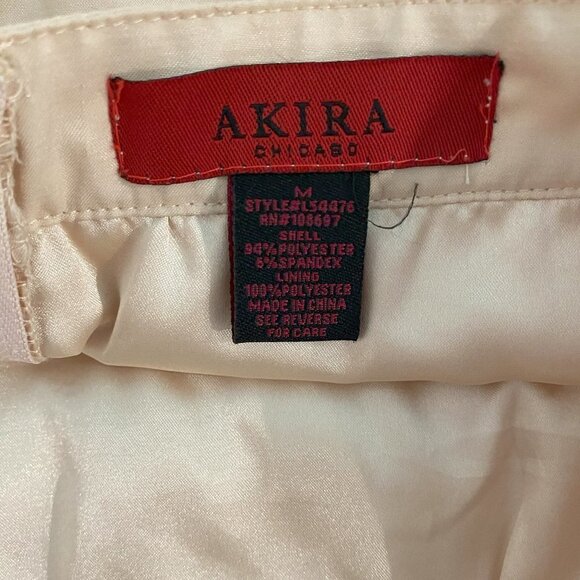 AKIRA
CHICAGO
M
STYLE#LS4476
RN#108697
SHELL
94%POLYESTER
6%SPANDEX
LINING
100%POLYESTER
MADE IN CHINA
SEE REVERSE
FOR CARE